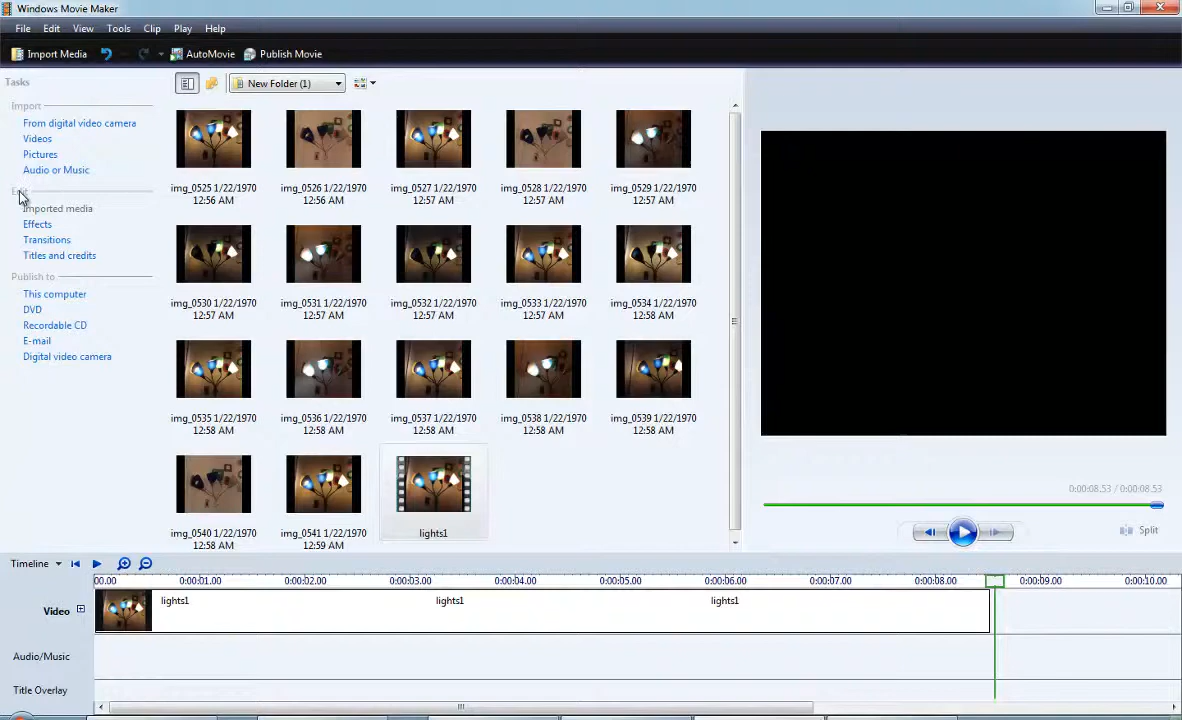 Windows Movie Maker
File Edit View Tools Clip Play Help
Import Media AutoMovie Publish Movie
Tasks
New Folder (1)
Import
From digital video camera
Videos
Pictures
Audio or Music
Imported media
Effects
Transitions
Titles and credits
Publish to
This computer
DVD
Recordable CD
E-mail
Digital video camera
img_0525 1/22/1970 img_0526 1/22/1970 img_0527 1/22/1970 img_0528 1/22/1970 img_0529 1/22/1970
12:56 AM 12:56 AM 12:57 AM 12:57 AM 12:57 AM
img_0530 1/22/1970 img_0531 1/22/1970 img_0532 1/22/1970 img_0533 1/22/1970 img_0534 1/22/1970
12:57 AM 12:57 AM 12:57 AM 12:57 AM 12:58 AM
img_0535 1/22/1970 img_0536 1/22/1970 img_0537 1/22/1970 img_0538 1/22/1970 img_0539 1/22/1970
12:58 AM 12:58 AM 12:58 AM 12:58 AM 12:58 AM
img_0540 1/22/1970 img_0541 1/22/1970 lights1
12:58 AM 12:59 AM
0:00:08.53 / 0:00:08.53
Split
Timeline
00.00 0:00:01.00 0:00:02.00 0:00:03.00 0:00:04.00 0:00:05.00 0:00:06.00 0:00:07.00 0:00:08.00 0:00:09.00 0:00:10.00
Video lights1 lights1 lights1
Audio/Music
Title Overlay